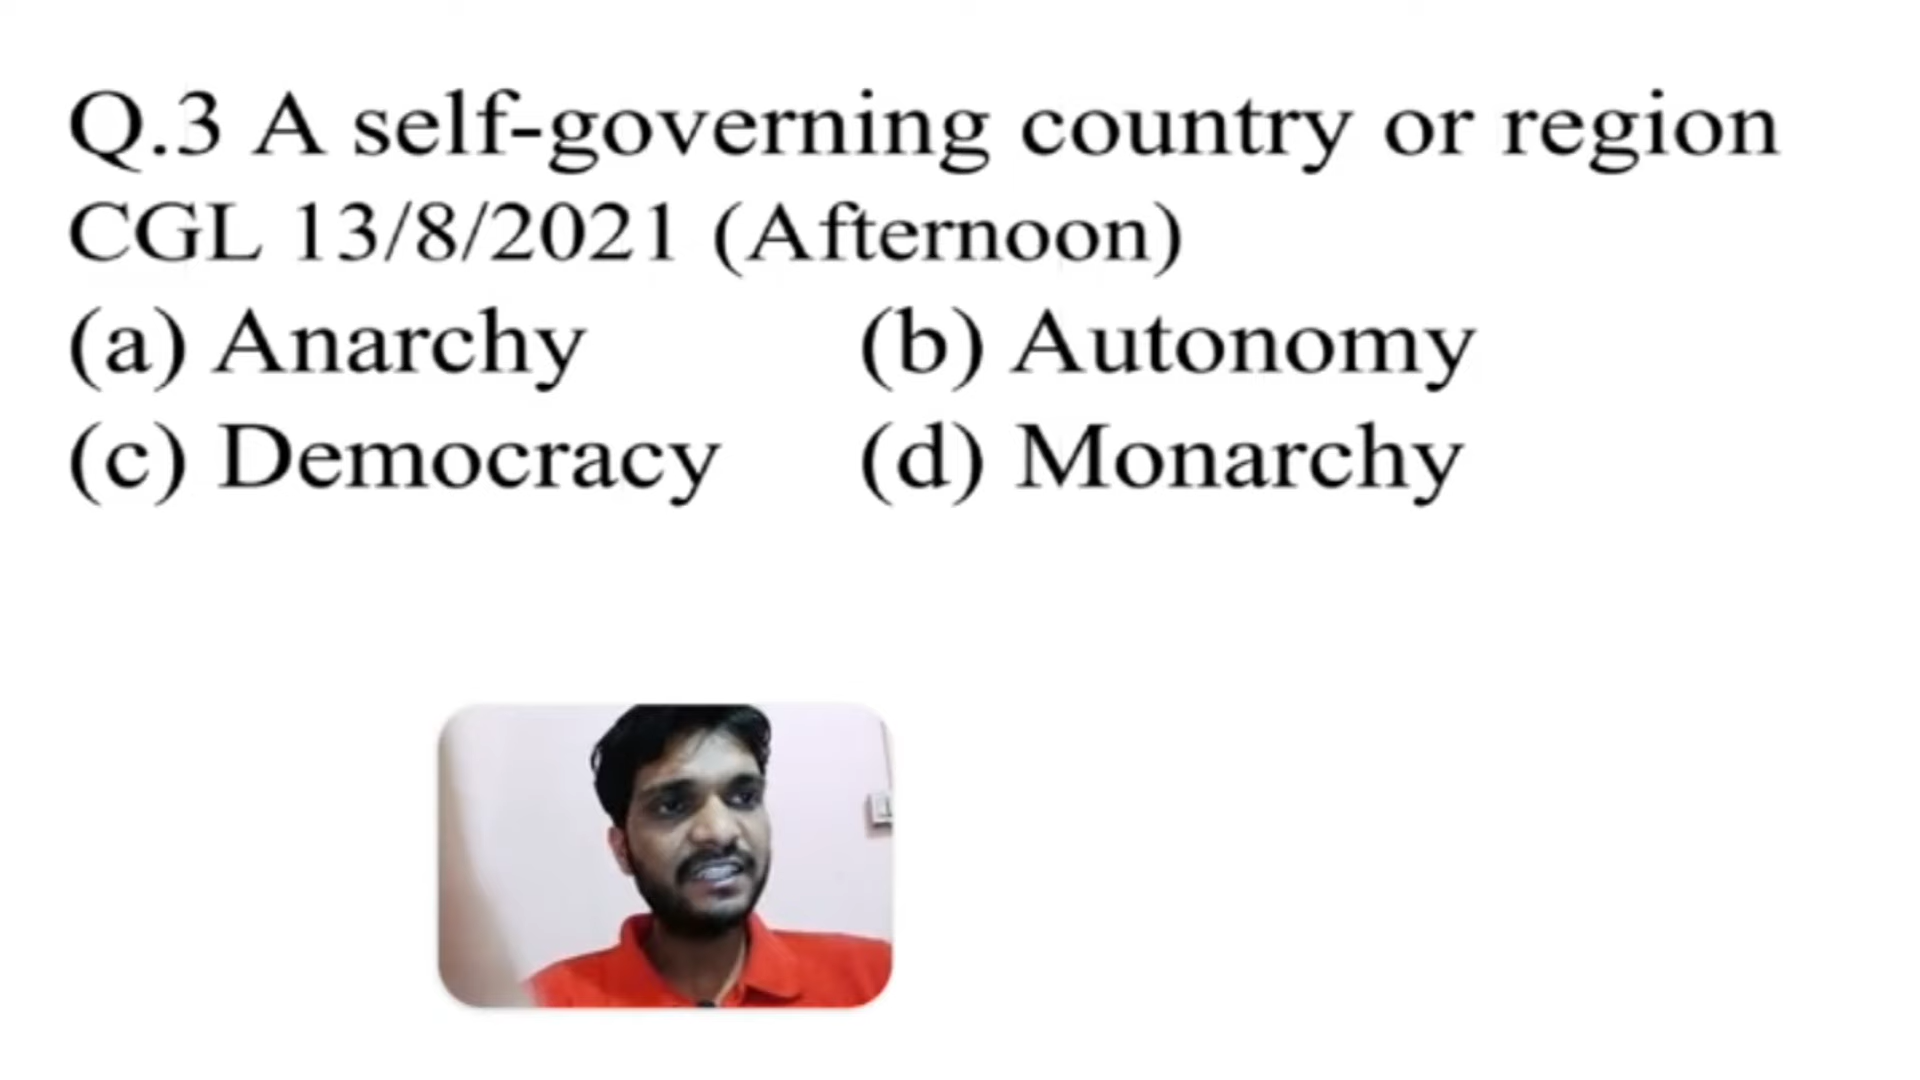 Q.3 A self-governing country or region
CGL 13/8/2021 (Afternoon)
(a) Anarchy (b) Autonomy
(c) Democracy (d) Monarchy